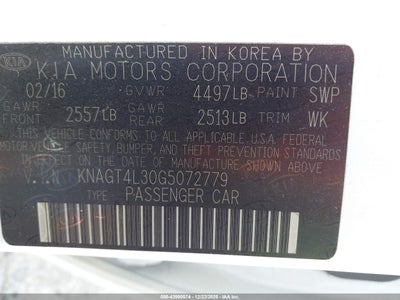 MANUFACTURED IN KOREA BY
KIA MOTORS CORPORATION
02/16 GVWR 4497LB PAINT SWP
GAWR FRONT 2557LB GAWR REAR 2513LB TRIM WK
THIS VEHICLE CONFORMS TO ALL APPLICABLE U.S.A. FEDERAL
MOTOR VEHICLE SAFETY, BUMPER, AND THEFT PREVENTION STANDARDS
IN EFFECT ON THE DATE OF MANUFACTURE SHOWN ABOVE.
V.I.N KNAGT4L30G5072779
TYPE PASSENGER CAR